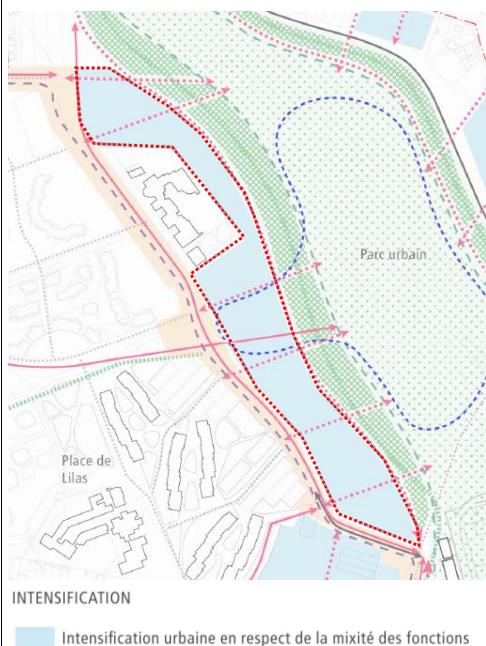 Parc urbain
Place de
Lilas
INTENSIFICATION
Intensification urbaine en respect de la mixité des fonctions